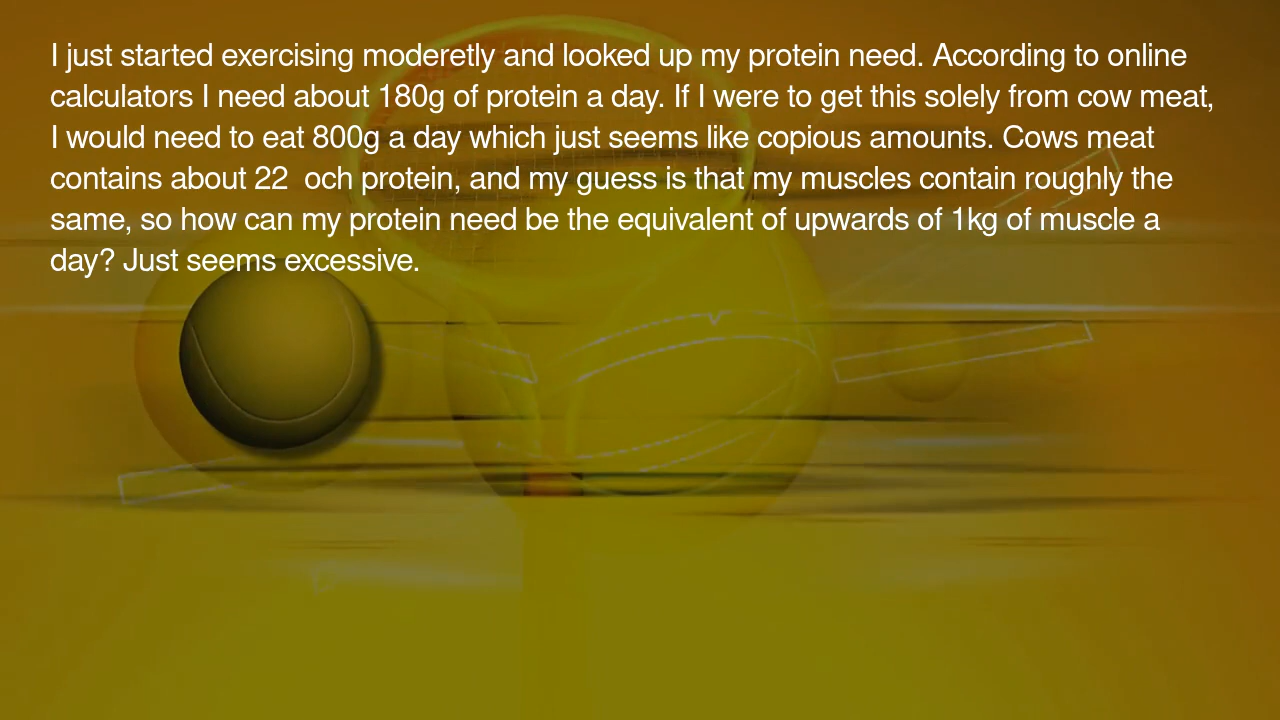 I just started exercising moderetly and looked up my protein need. According to online
calculators I need about 180g of protein a day. If I were to get this solely from cow meat,
I would need to eat 800g a day which just seems like copious amounts. Cows meat
contains about 22  och protein, and my guess is that my muscles contain roughly the
same, so how can my protein need be the equivalent of upwards of 1kg of muscle a
day? Just seems excessive.